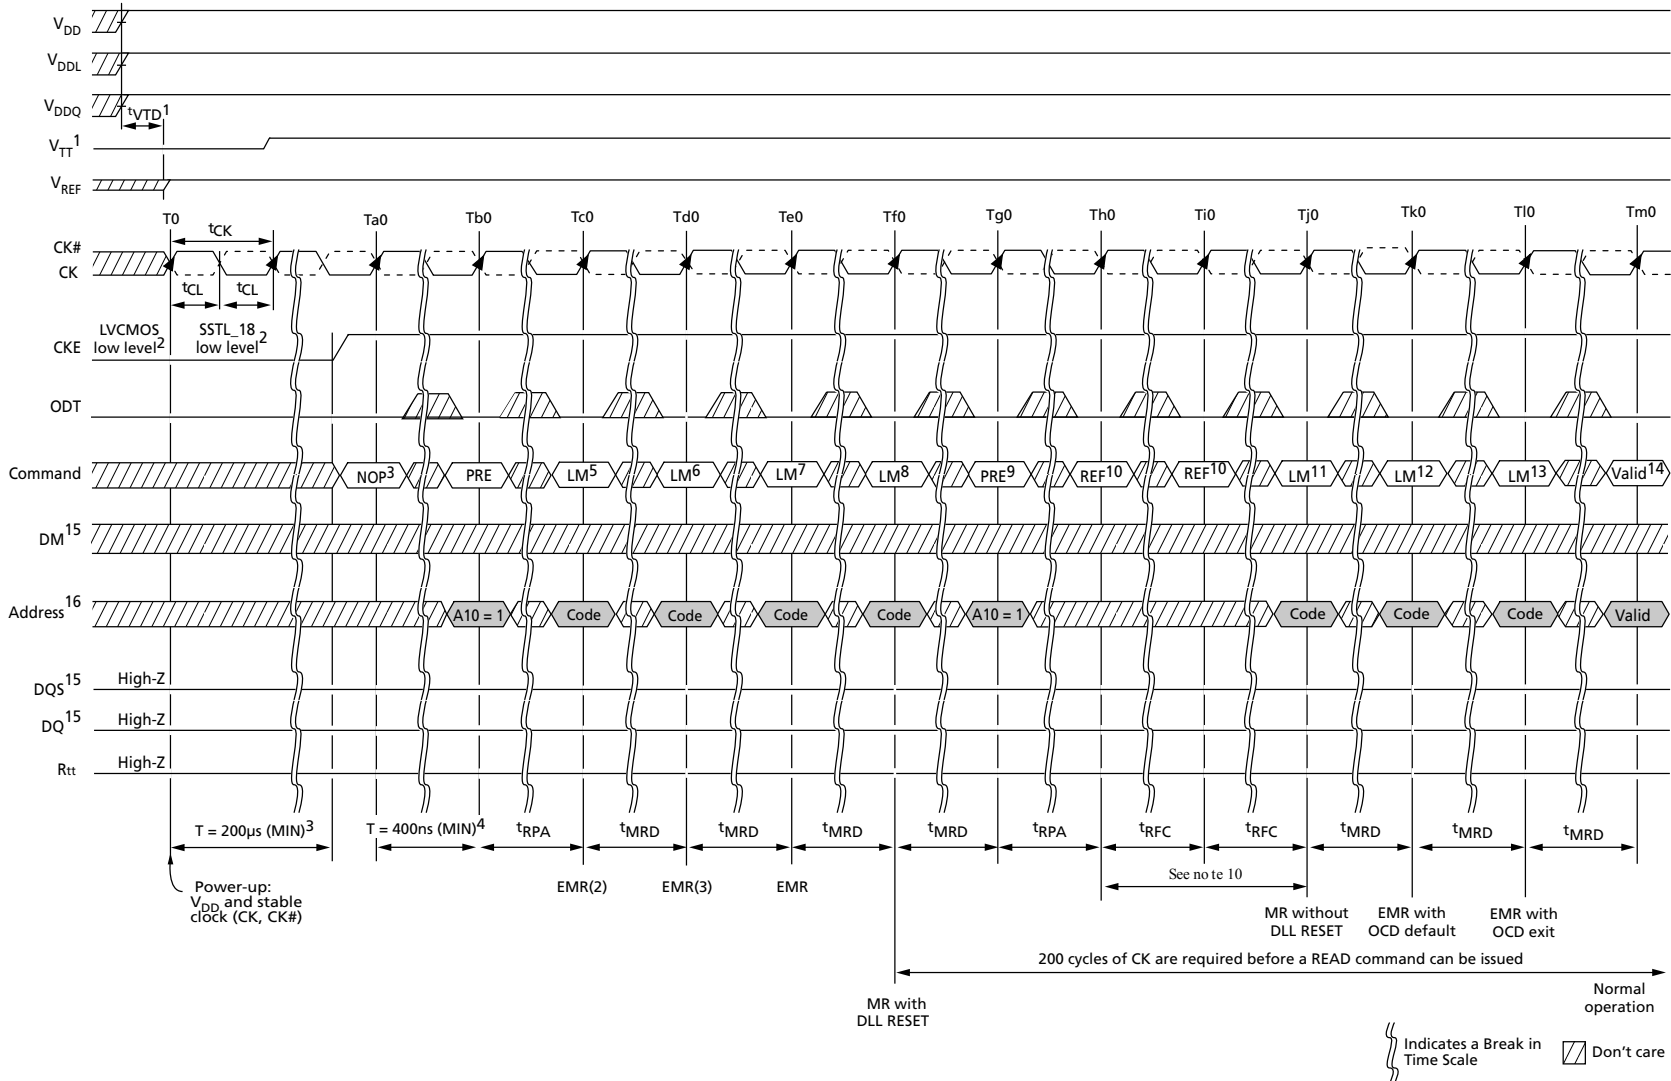 VDD
VDDL
VDDQ
tVTD1
VTT1
VREF
T0 Ta0 Tb0 Tc0 Td0 Te0 Tf0 Tg0 Th0 Ti0 Tj0 Tk0 Tl0 Tm0
tCK
CK#
CK
tCL tCL
LVCMOS
low level2
SSTL_18
low level2
CKE
ODT
Command NOP3 PRE LM5 LM6 LM7 LM8 PRE9 REF10 REF10 LM11 LM12 LM13 Valid14
DM15
Address16 A10 = 1 Code Code Code Code A10 = 1 Code Code Code Valid
DQS15 High-Z
DQ15 High-Z
Rtt High-Z
T = 200µs (MIN)3 T = 400ns (MIN)4 tRPA tMRD tMRD tMRD tMRD tRPA tRFC tRFC tMRD tMRD tMRD
Power-up:
VDD and stable
clock (CK, CK#)
EMR(2) EMR(3) EMR
See no te 10
MR without
DLL RESET
EMR with
OCD default
EMR with
OCD exit
200 cycles of CK are required before a READ command can be issued
MR with
DLL RESET
Normal
operation
Indicates a Break in
Time Scale
Don't care